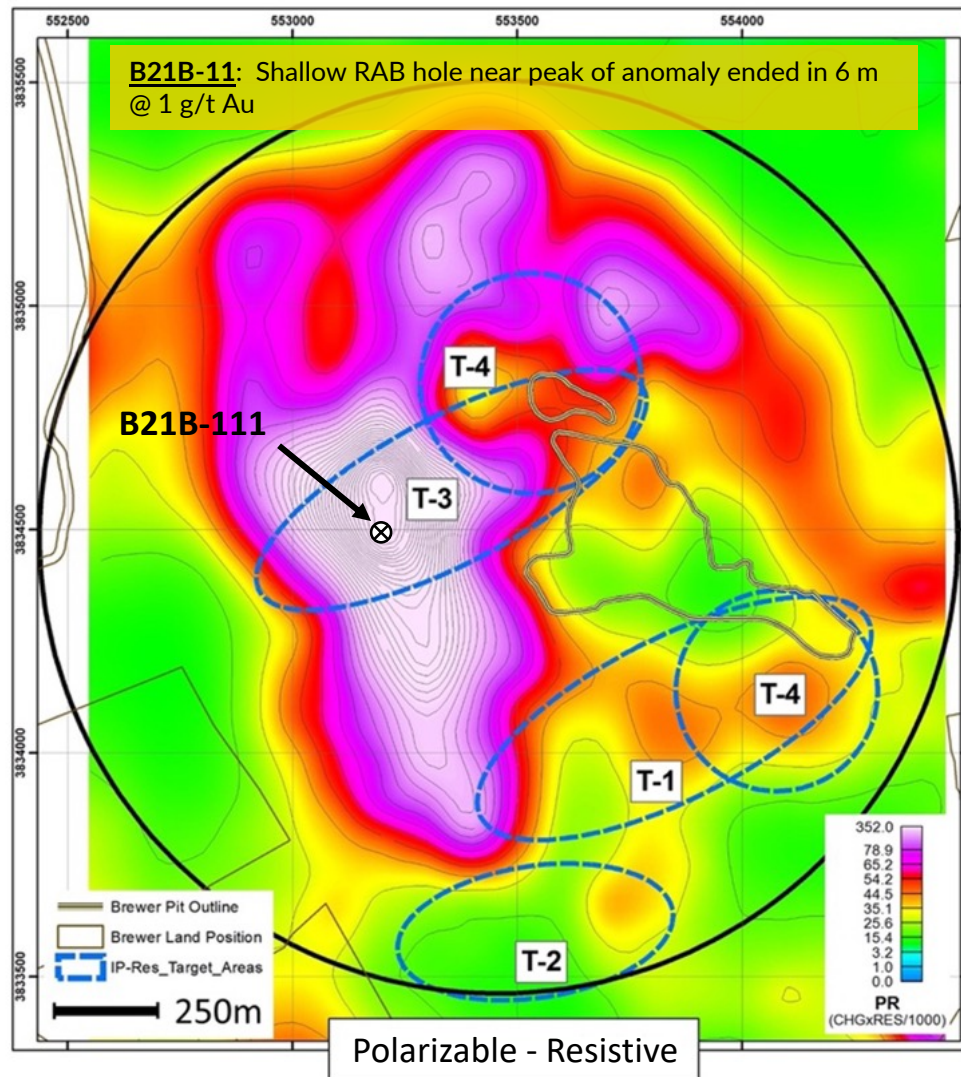 552500 553000 553500 554000
B21B-11: Shallow RAB hole near peak of anomaly ended in 6 m
@ 1 g/t Au
3835500
3835000
T-4
B21B-111
T-3
3834500
T-4
3834000
T-1
352.0
78.9
65.2
54.2
44.5
35.1
25.6
15.4
3.2
1.0
0.0
PR
(CHGxRES/1000)
Brewer Pit Outline
Brewer Land Position
IP-Res_Target_Areas
250m
T-2
3833500
Polarizable - Resistive